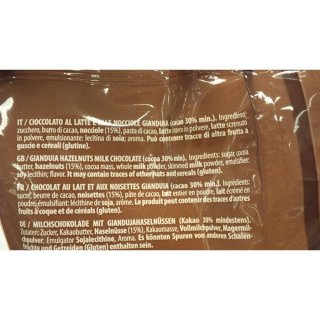 IT / CIOCCOLATO AL LATTE E ALLE NOCCIOLE GIANDUIA (cacao 30% min.). Ingredienti:
zucchero, burro di cacao, nocciole (15%), pasta di cacao, latte intero in polvere, latte scremato
in polvere, emulsionante: lecitina di soia; aroma. Può contenere tracce di altra frutta a
guscio e cereali (glutine).
GB / GIANDUIA HAZELNUTS MILK CHOCOLATE (cocoa 30% min). Ingredients: sugar, cocoa
butter, hazelnuts (15%), cocoa mass, whole milk powder, skimmed milk powder, emulsifier:
soy lecithin; flavor. It may contain traces of other nuts and cereals (gluten).
FR / CHOCOLAT AU LAIT ET AUX NOISETTES GIANDUIA (cacao 30% min.). Ingrédients:
sucre, beurre de cacao, noisettes (15%), pâte de cacao, lait entier en poudre, lait écrémé en
poudre, émulsifiant: lécithine de soja, arôme. Le produit peut contenir des traces d'autres
fruits à coque et de céréales (gluten).
DE / MILCHSCHOKOLADE MIT GIANDUJAHASELNÜSSEN (Kakao 30% mindestens).
Zutaten: Zucker, Kakaobutter, Haselnüsse (15%), Kakaomasse, Vollmilchpulver, Magermilch-
pulver, Emulgator Sojalecithine, Aroma. Es könnten Spuren von anderen Schalen-
früchten und Getreiden (Gluten) enthalten sein.